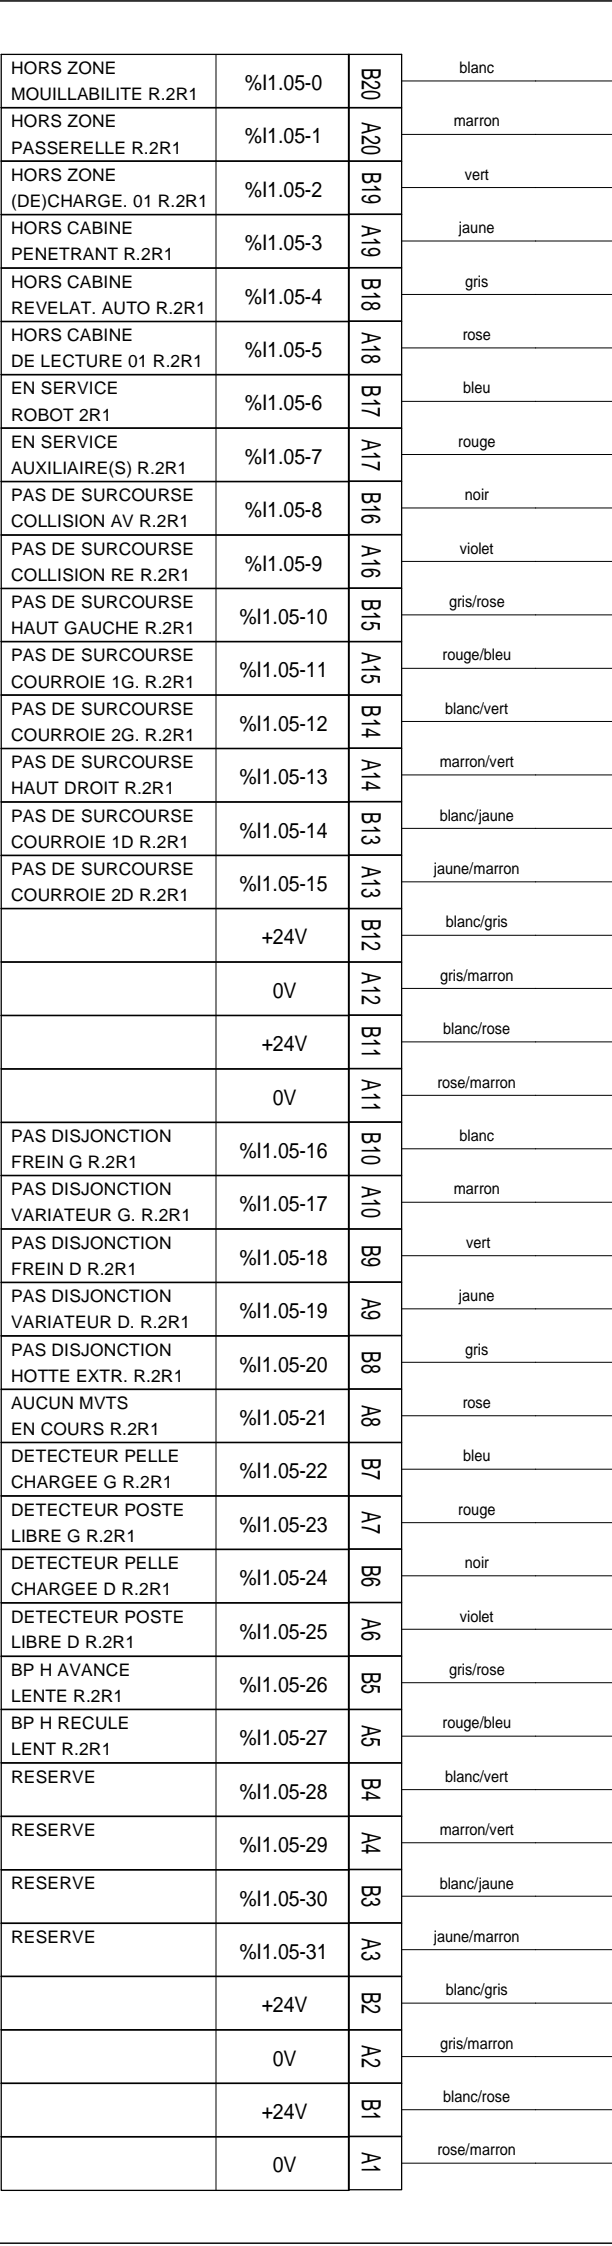 HORS ZONE
MOUILLABILITE R.2R1
%I1.05-0
B20
blanc
HORS ZONE
PASSERELLE R.2R1
%I1.05-1
A20
marron
HORS ZONE
(DE)CHARGE. 01 R.2R1
%I1.05-2
B19
vert
HORS CABINE
PENETRANT R.2R1
%I1.05-3
A19
jaune
HORS CABINE
REVELAT. AUTO R.2R1
%I1.05-4
B18
gris
HORS CABINE
DE LECTURE 01 R.2R1
%I1.05-5
A18
rose
EN SERVICE
ROBOT 2R1
%I1.05-6
B17
bleu
EN SERVICE
AUXILIAIRE(S) R.2R1
%I1.05-7
A17
rouge
PAS DE SURCOURSE
COLLISION AV R.2R1
%I1.05-8
B16
noir
PAS DE SURCOURSE
COLLISION RE R.2R1
%I1.05-9
A16
violet
PAS DE SURCOURSE
HAUT GAUCHE R.2R1
%I1.05-10
B15
gris/rose
PAS DE SURCOURSE
COURROIE 1G. R.2R1
%I1.05-11
A15
rouge/bleu
PAS DE SURCOURSE
COURROIE 2G. R.2R1
%I1.05-12
B14
blanc/vert
PAS DE SURCOURSE
HAUT DROIT R.2R1
%I1.05-13
A14
marron/vert
PAS DE SURCOURSE
COURROIE 1D R.2R1
%I1.05-14
B13
blanc/jaune
PAS DE SURCOURSE
COURROIE 2D R.2R1
%I1.05-15
A13
jaune/marron
+24V
B12
blanc/gris
0V
A12
gris/marron
+24V
B11
blanc/rose
0V
A11
rose/marron
PAS DISJONCTION
FREIN G R.2R1
%I1.05-16
B10
blanc
PAS DISJONCTION
VARIATEUR G. R.2R1
%I1.05-17
A10
marron
PAS DISJONCTION
FREIN D R.2R1
%I1.05-18
B9
vert
PAS DISJONCTION
VARIATEUR D. R.2R1
%I1.05-19
A9
jaune
PAS DISJONCTION
HOTTE EXTR. R.2R1
%I1.05-20
B8
gris
AUCUN MVTS
EN COURS R.2R1
%I1.05-21
A8
rose
DETECTEUR PELLE
CHARGEE G R.2R1
%I1.05-22
B7
bleu
DETECTEUR POSTE
LIBRE G R.2R1
%I1.05-23
A7
rouge
DETECTEUR PELLE
CHARGEE D R.2R1
%I1.05-24
B6
noir
DETECTEUR POSTE
LIBRE D R.2R1
%I1.05-25
A6
violet
BP H AVANCE
LENTE R.2R1
%I1.05-26
B5
gris/rose
BP H RECULE
LENT R.2R1
%I1.05-27
A5
rouge/bleu
RESERVE
%I1.05-28
B4
blanc/vert
RESERVE
%I1.05-29
A4
marron/vert
RESERVE
%I1.05-30
B3
blanc/jaune
RESERVE
%I1.05-31
A3
jaune/marron
+24V
B2
blanc/gris
0V
A2
gris/marron
+24V
B1
blanc/rose
0V
A1
rose/marron